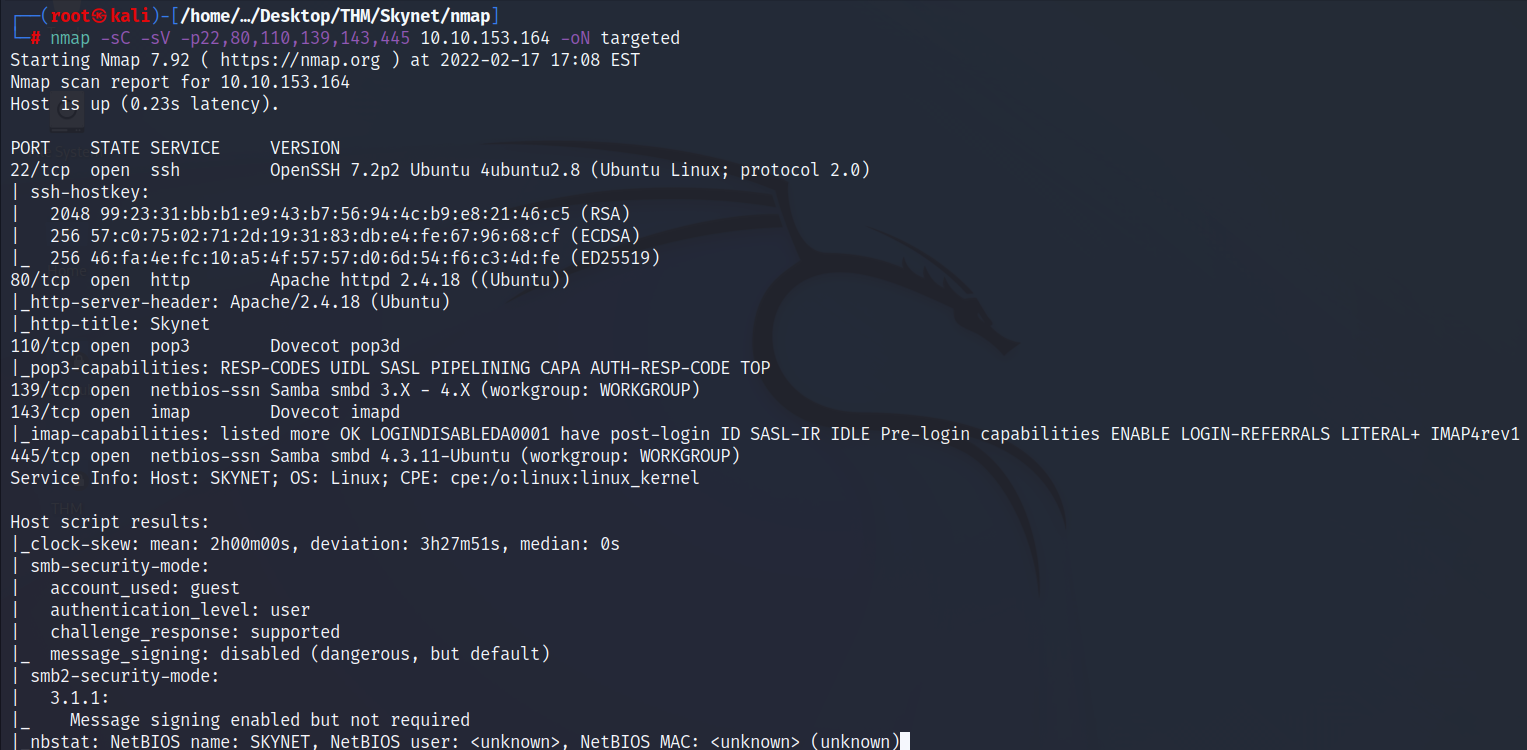 ┌──(root㉿kali)-[/home/…/Desktop/THM/Skynet/nmap]
└─# nmap -sC -sV -p22,80,110,139,143,445 10.10.153.164 -oN targeted
Starting Nmap 7.92 ( https://nmap.org ) at 2022-02-17 17:08 EST
Nmap scan report for 10.10.153.164
Host is up (0.23s latency).

PORT    STATE SERVICE     VERSION
22/tcp  open  ssh         OpenSSH 7.2p2 Ubuntu 4ubuntu2.8 (Ubuntu Linux; protocol 2.0)
| ssh-hostkey:
|   2048 99:23:31:bb:b1:e9:43:b7:56:94:4c:b9:e8:21:46:c5 (RSA)
|   256 57:c0:75:02:71:2d:19:31:83:db:e4:fe:67:96:68:cf (ECDSA)
|_  256 46:fa:4e:fc:10:a5:4f:57:57:d0:6d:54:f6:c3:4d:fe (ED25519)
80/tcp  open  http        Apache httpd 2.4.18 ((Ubuntu))
|_http-server-header: Apache/2.4.18 (Ubuntu)
|_http-title: Skynet
110/tcp open  pop3        Dovecot pop3d
|_pop3-capabilities: RESP-CODES UIDL SASL PIPELINING CAPA AUTH-RESP-CODE TOP
139/tcp open  netbios-ssn Samba smbd 3.X - 4.X (workgroup: WORKGROUP)
143/tcp open  imap        Dovecot imapd
|_imap-capabilities: listed more OK LOGINDISABLEDA0001 have post-login ID SASL-IR IDLE Pre-login capabilities ENABLE LOGIN-REFERRALS LITERAL+ IMAP4rev1
445/tcp open  netbios-ssn Samba smbd 4.3.11-Ubuntu (workgroup: WORKGROUP)
Service Info: Host: SKYNET; OS: Linux; CPE: cpe:/o:linux:linux_kernel

Host script results:
|_clock-skew: mean: 2h00m00s, deviation: 3h27m51s, median: 0s
| smb-security-mode:
|   account_used: guest
|   authentication_level: user
|   challenge_response: supported
|_  message_signing: disabled (dangerous, but default)
| smb2-security-mode:
|   3.1.1:
|_    Message signing enabled but not required
| nbstat: NetBIOS name: SKYNET, NetBIOS user: <unknown>, NetBIOS MAC: <unknown> (unknown)